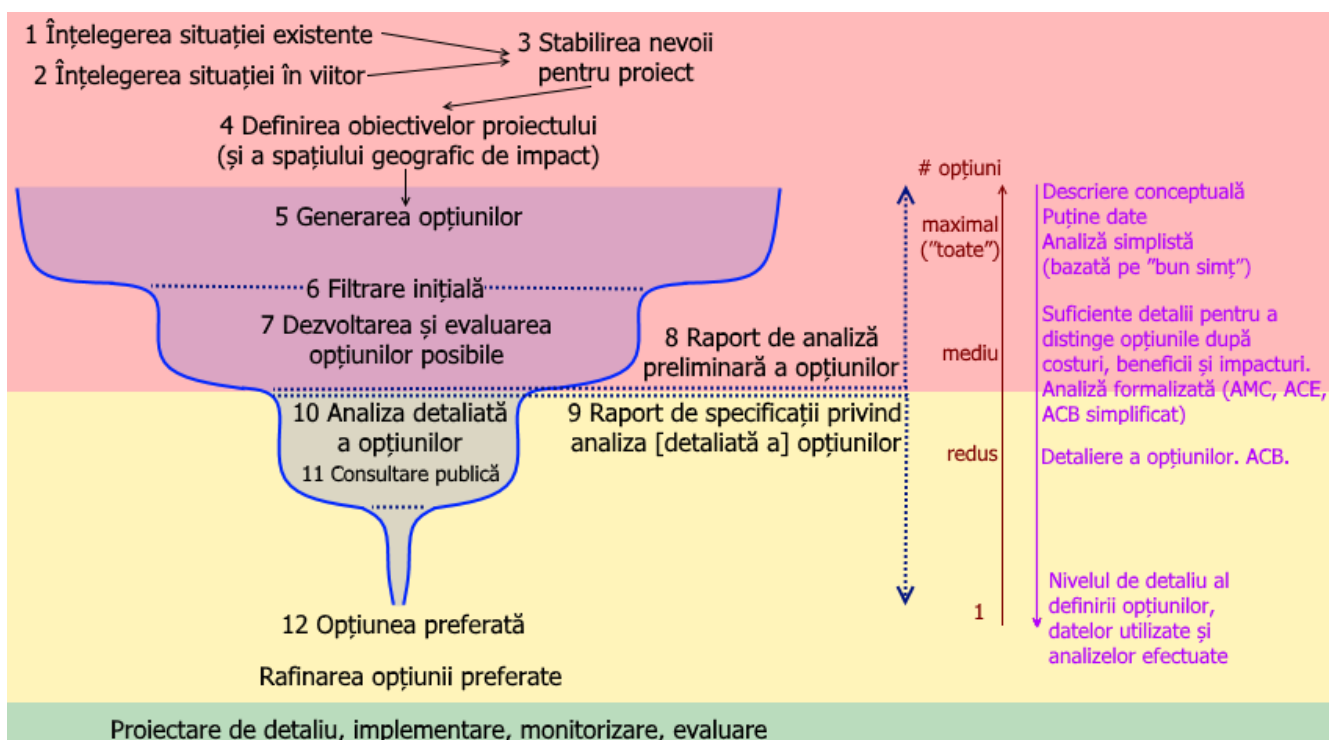 1 Înțelegerea situației existente
2 Înțelegerea situației în viitor
3 Stabilirea nevoii
pentru proiect
4 Definirea obiectivelor proiectului
(și a spațiului geografic de impact)
5 Generarea opțiunilor
6 Filtrare inițială
7 Dezvoltarea și evaluarea
opțiunilor posibile
8 Raport de analiză
preliminară a opțiunilor
9 Raport de specificații privind
analiza [detaliată a] opțiunilor
10 Analiza detaliată
a opțiunilor
11 Consultare publică
12 Opțiunea preferată
Rafinarea opțiunii preferate
Proiectare de detaliu, implementare, monitorizare, evaluare
# opțiuni
maximal
("toate")
mediu
redus
1
Descriere conceptuală
Puține date
Analiză simplistă
(bazată pe "bun simț")
Suficiente detalii pentru a
distinge opțiunile după
costuri, beneficii și impacturi.
Analiză formalizată (AMC, ACE,
ACB simplificat)
Detaliere a opțiunilor. ACB.
Nivelul de detaliu al
definirii opțiunilor,
datelor utilizate și
analizelor efectuate